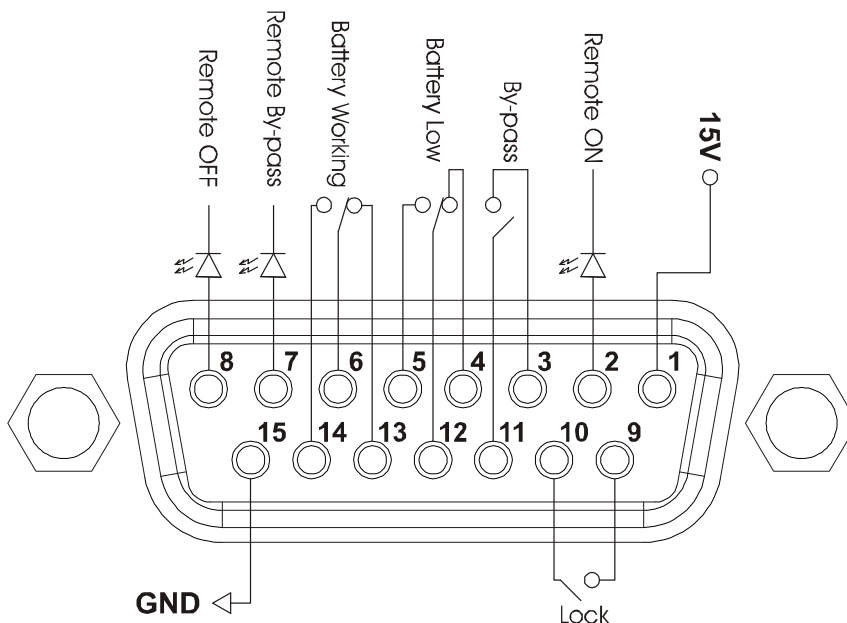 Remote OFF
Remote By-pass
Battery Working
Battery Low
By-pass
Remote ON
15V
8 7 6 5 4 3 2 1
15 14 13 12 11 10 9
GND
Lock